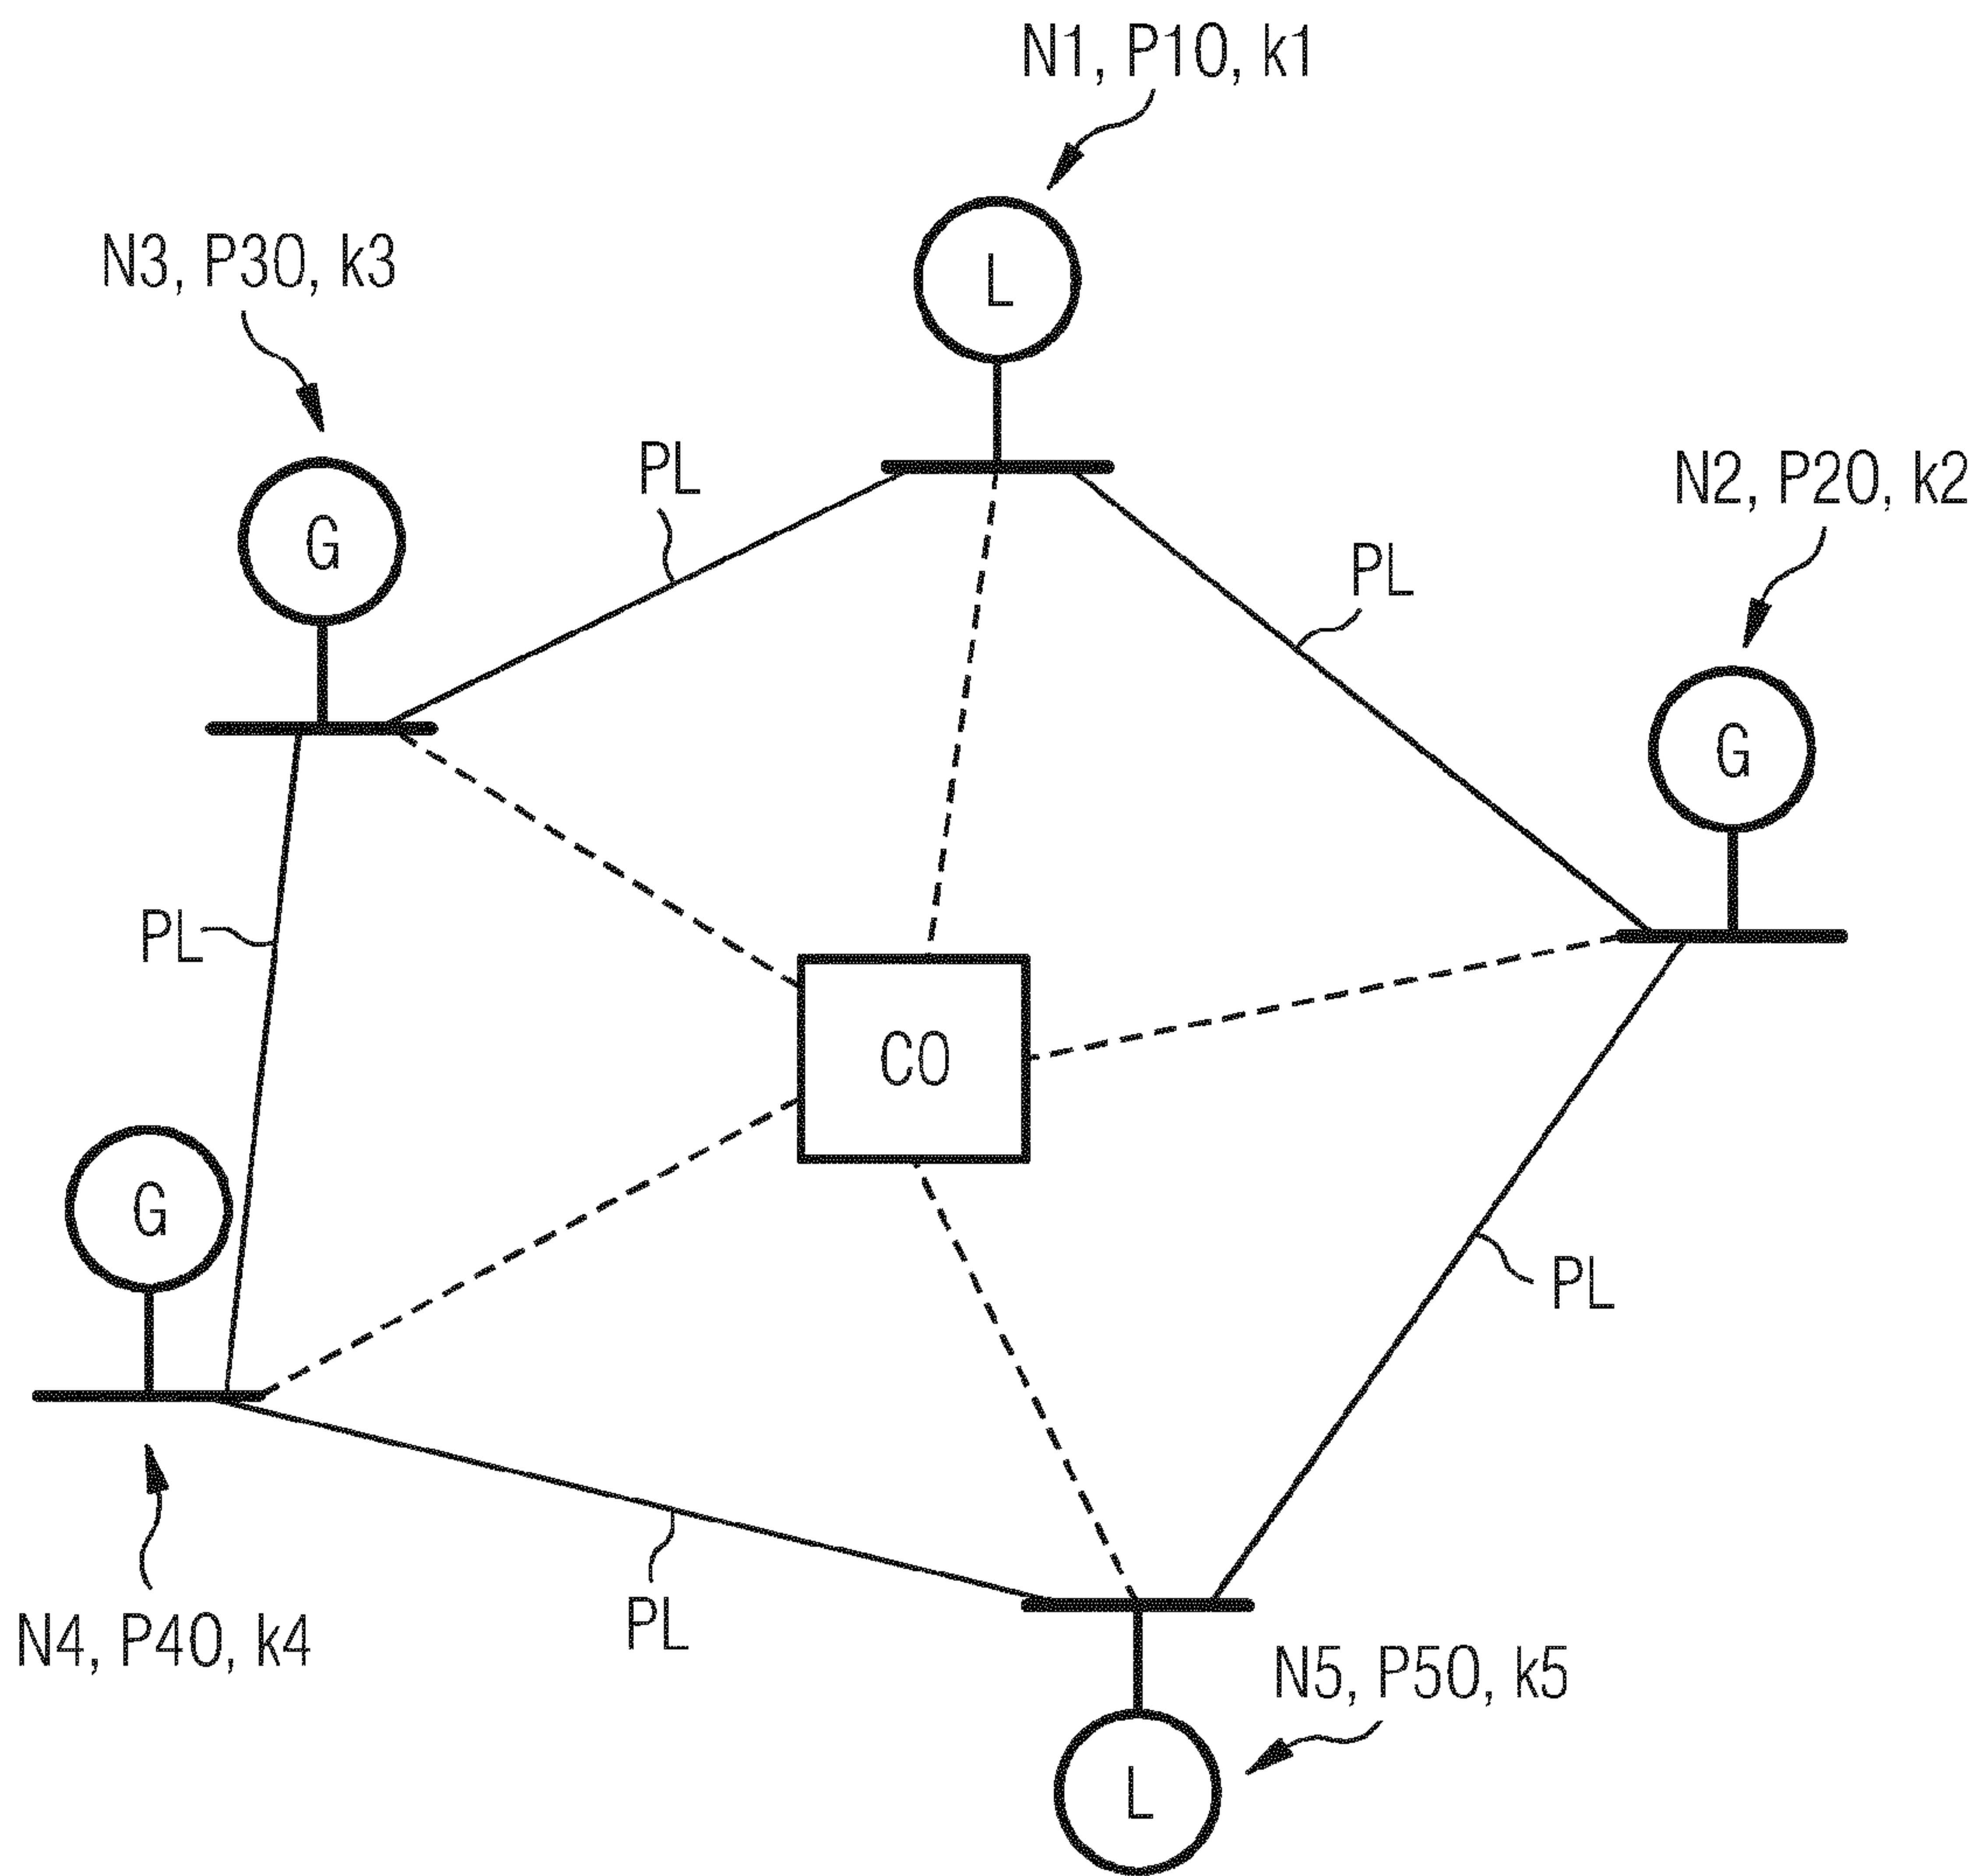 N1, P10, k1
L
N3, P30, k3
G
PL
PL
N2, P20, k2
G
PL
CO
G
PL
PL
N4, P40, k4
N5, P50, k5
L